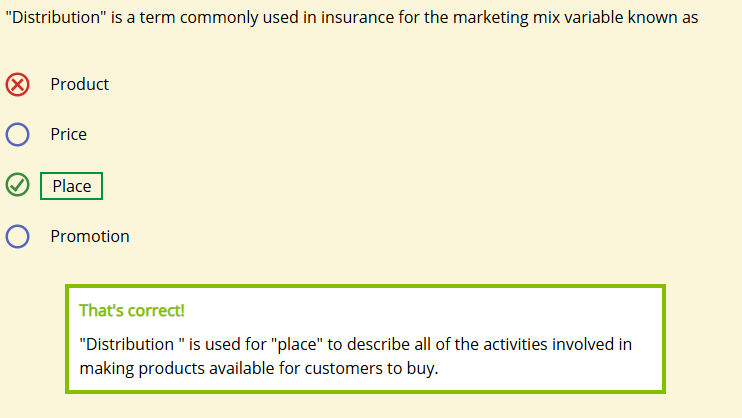 "Distribution" is a term commonly used in insurance for the marketing mix variable known as
Product
Price
Place
Promotion
That's correct!
"Distribution " is used for "place" to describe all of the activities involved in
making products available for customers to buy.